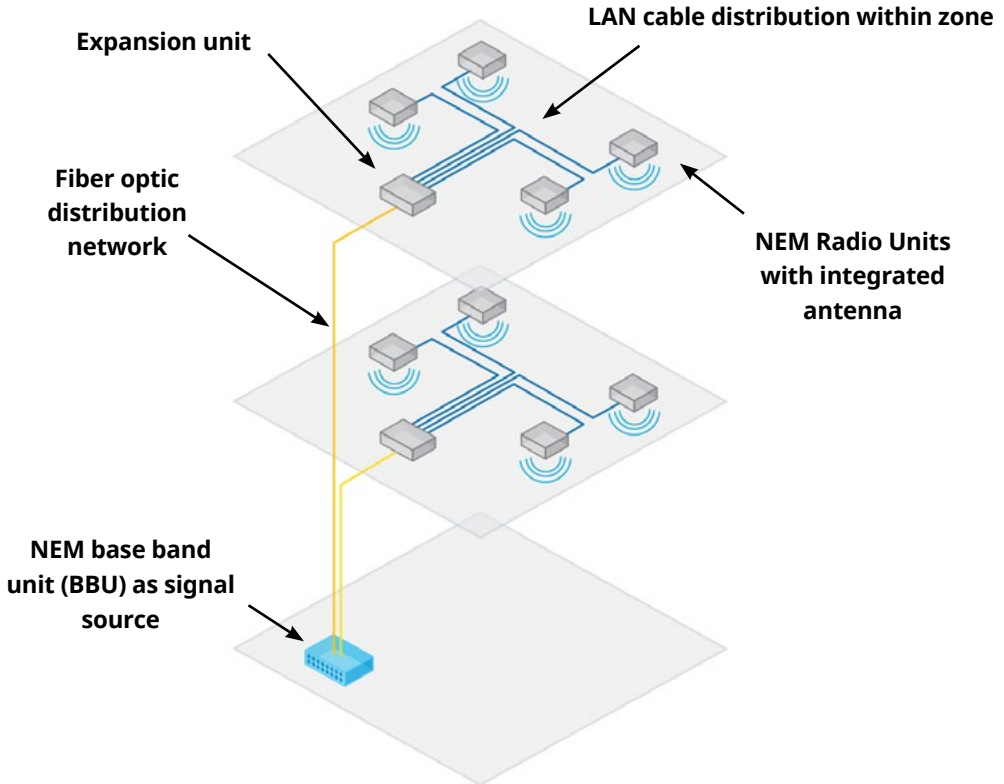 LAN cable distribution within zone
Expansion unit
Fiber optic
distribution
network
NEM Radio Units
with integrated
antenna
NEM base band
unit (BBU) as signal
source